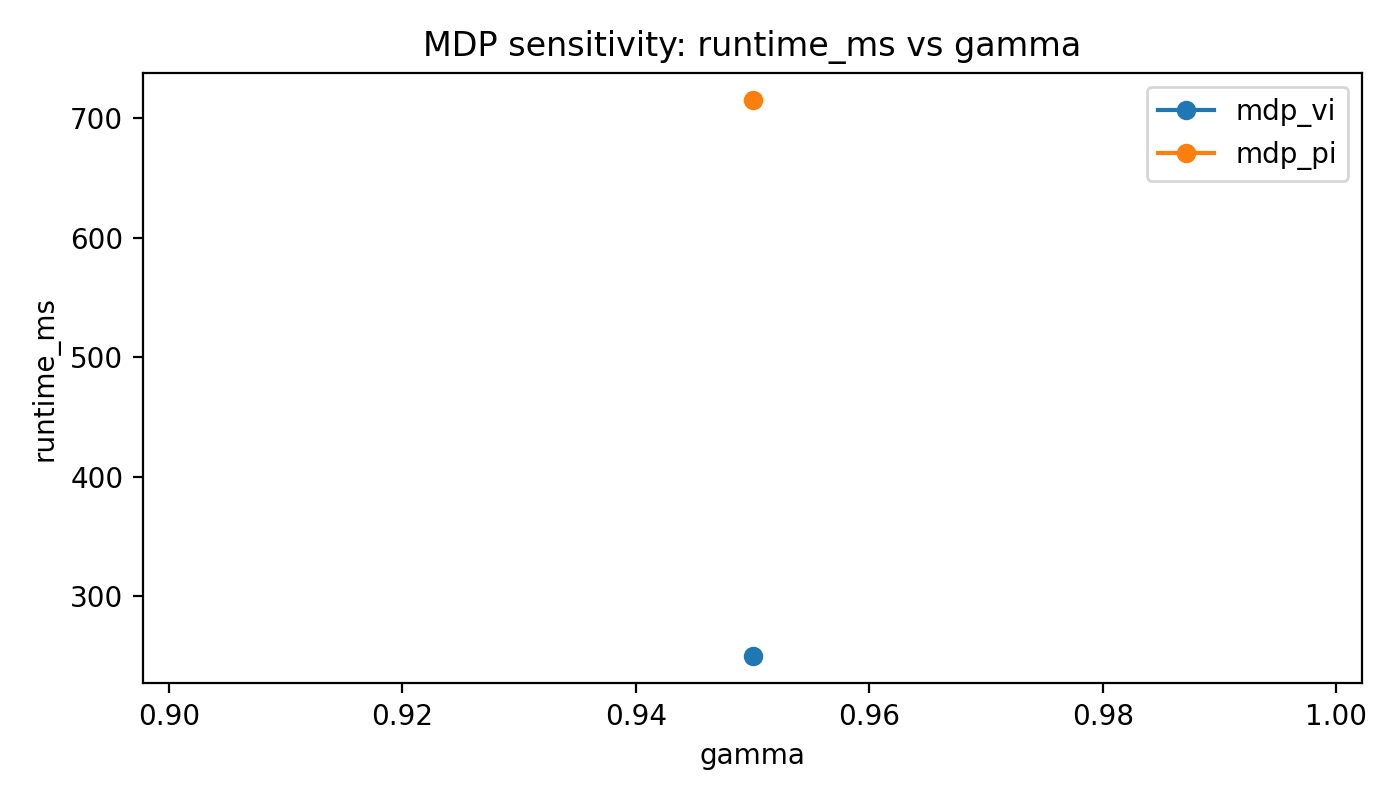 MDP sensitivity: runtime_ms vs gamma
mdp_vi
mdp_pi
700
600
500
400
300
runtime_ms
0.90 0.92 0.94 0.96 0.98 1.00
gamma